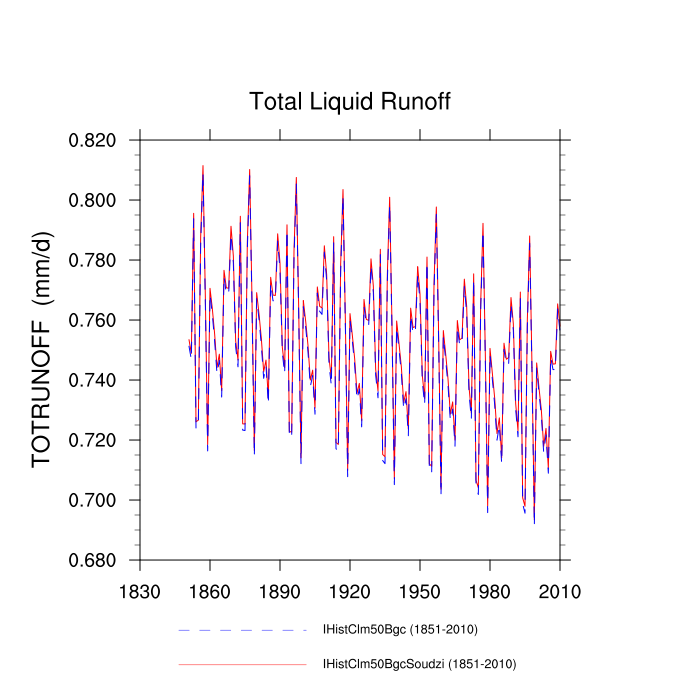 Total Liquid Runoff
TOTRUNOFF (mm/d)
0.820
0.800
0.780
0.760
0.740
0.720
0.700
0.680
1830 1860 1890 1920 1950 1980 2010
IHistClm50Bgc (1851-2010)
IHistClm50BgcSoudzi (1851-2010)